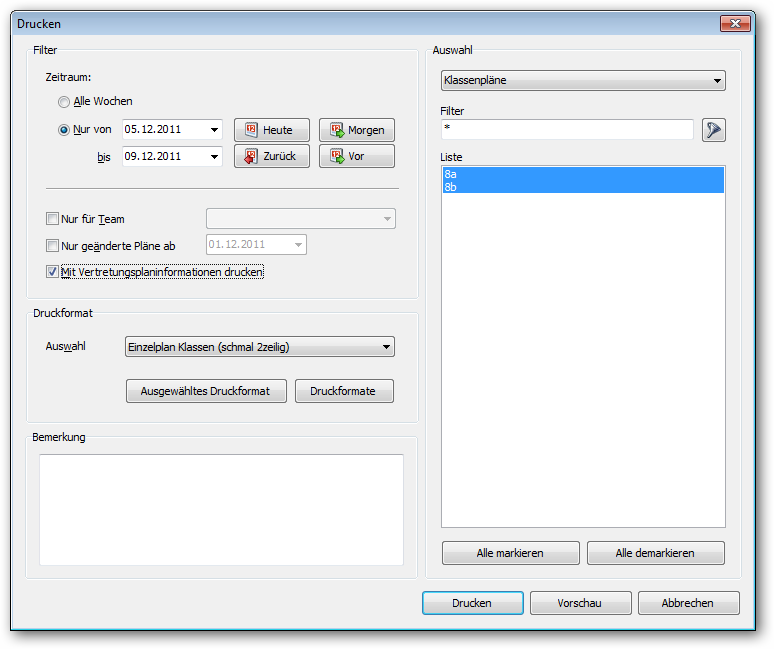 Drucken
Filter
Zeitraum:
Alle Wochen
Nur von 05.12.2011 Heute Morgen
bis 09.12.2011 Zurück Vor
Nur für Team
Nur geänderte Pläne ab 01.12.2011
Mit Vertretungsplaninformationen drucken
Druckformat
Auswahl Einzelplan Klassen (schmal 2zeilig)
Ausgewähltes Druckformat Druckformate
Bemerkung
Auswahl
Klassenpläne
Filter
*
Liste
8a
8b
Alle markieren Alle demarkieren
Drucken Vorschau Abbrechen